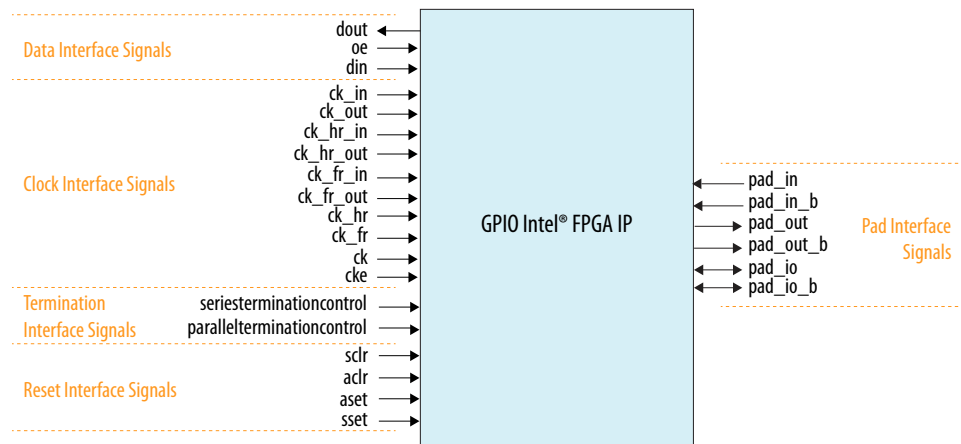 Data Interface Signals
dout
oe
din
Clock Interface Signals
ck_in
ck_out
ck_hr_in
ck_hr_out
ck_fr_in
ck_fr_out
ck_hr
ck_fr
ck
cke
Termination
Interface Signals
seriesterminationcontrol
parallelterminationcontrol
Reset Interface Signals
sclr
aclr
aset
sset
GPIO Intel® FPGA IP
pad_in
pad_in_b
pad_out
pad_out_b
pad_io
pad_io_b
Pad Interface
Signals